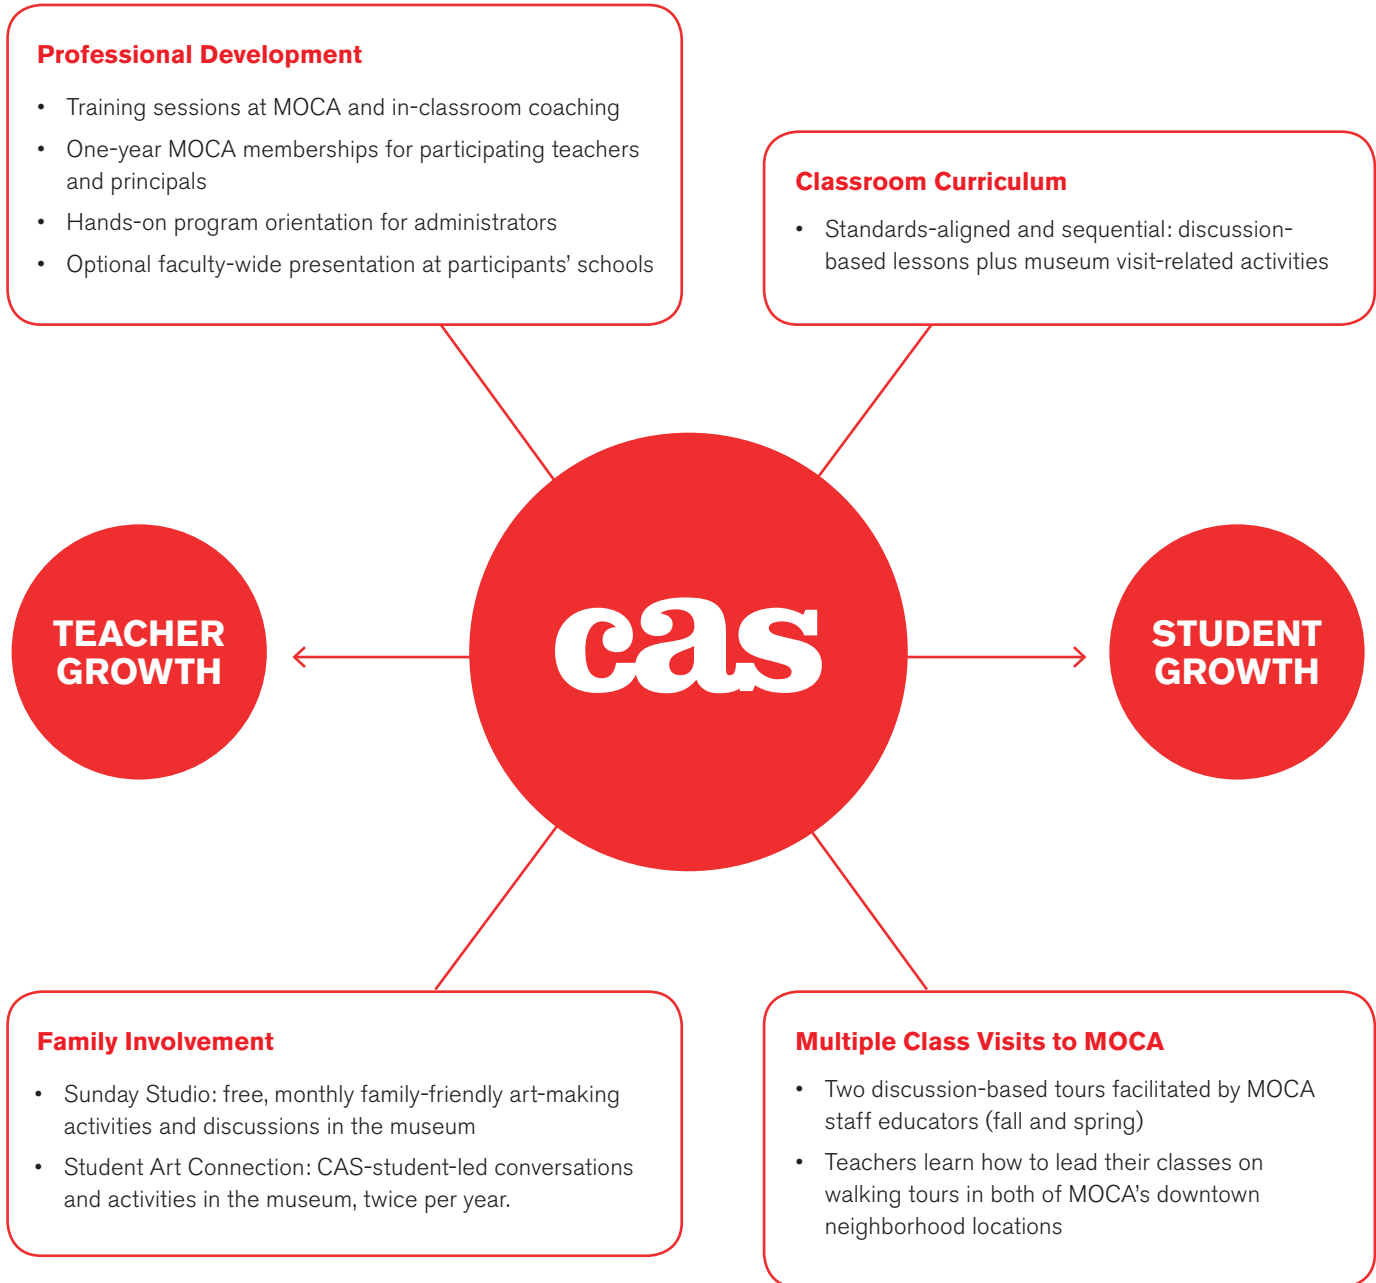 Professional Development
• Training sessions at MOCA and in-classroom coaching
• One-year MOCA memberships for participating teachers
and principals
• Hands-on program orientation for administrators
• Optional faculty-wide presentation at participants’ schools
Classroom Curriculum
• Standards-aligned and sequential: discussion-
based lessons plus museum visit-related activities
TEACHER
GROWTH
cas
STUDENT
GROWTH
Family Involvement
• Sunday Studio: free, monthly family-friendly art-making
activities and discussions in the museum
• Student Art Connection: CAS-student-led conversations
and activities in the museum, twice per year.
Multiple Class Visits to MOCA
• Two discussion-based tours facilitated by MOCA
staff educators (fall and spring)
• Teachers learn how to lead their classes on
walking tours in both of MOCA’s downtown
neighborhood locations